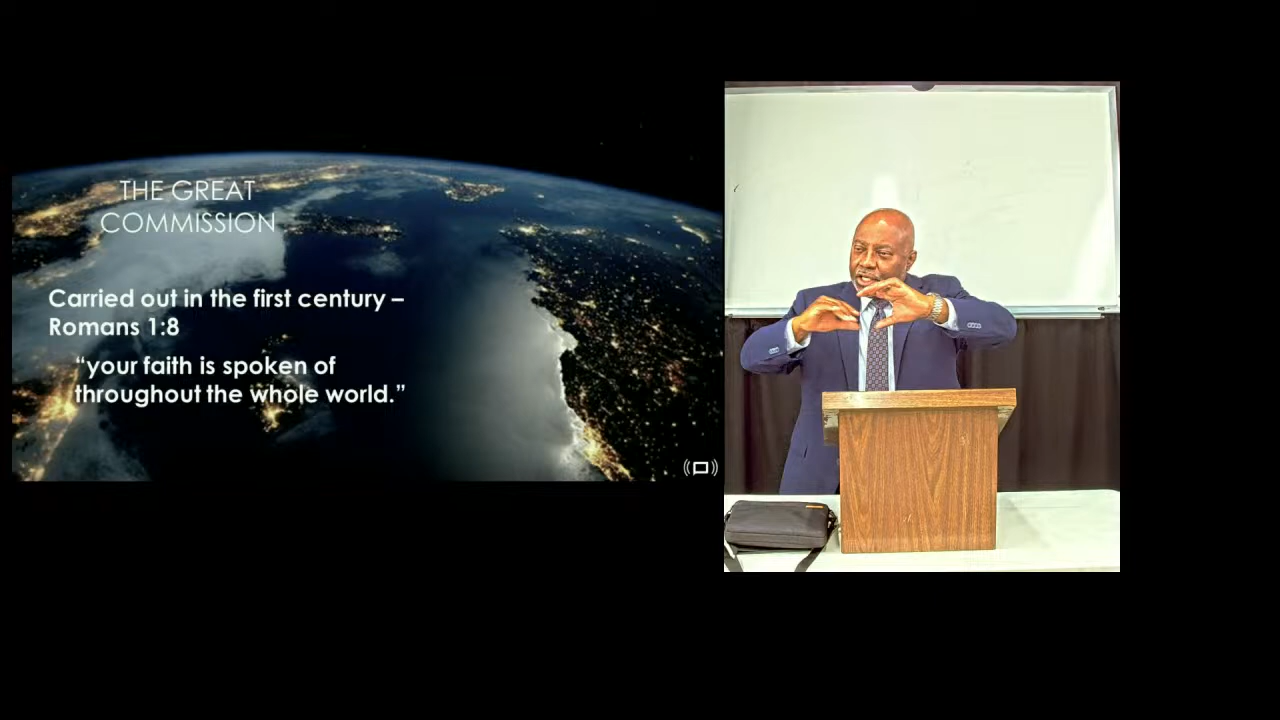 THE GREAT
COMMISSION
Carried out in the first century –
Romans 1:8
“your faith is spoken of
throughout the whole world.”